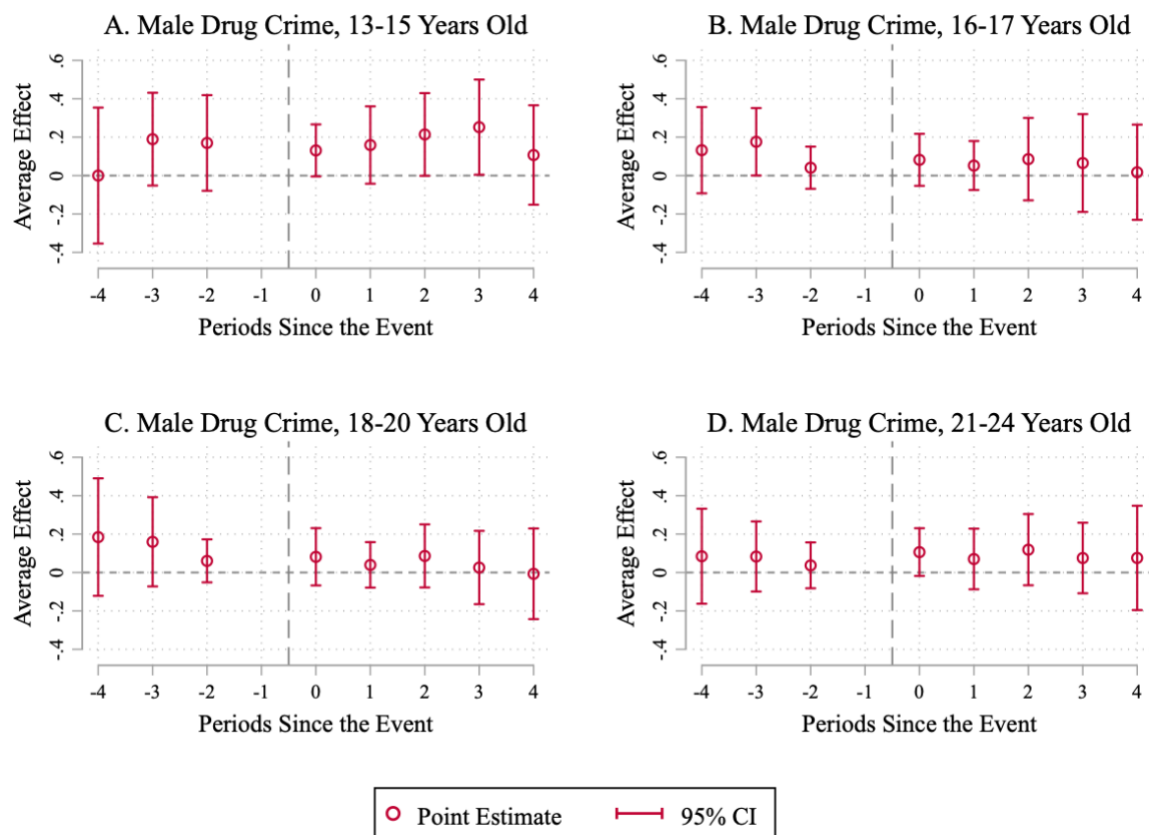 A. Male Drug Crime, 13-15 Years Old
Average Effect
.6
.4
.2
0
-.2
-.4
-4 -3 -2 -1 0 1 2 3 4
Periods Since the Event
B. Male Drug Crime, 16-17 Years Old
Average Effect
.6
.4
.2
0
-.2
-.4
-4 -3 -2 -1 0 1 2 3 4
Periods Since the Event
C. Male Drug Crime, 18-20 Years Old
Average Effect
.6
.4
.2
0
-.2
-.4
-4 -3 -2 -1 0 1 2 3 4
Periods Since the Event
D. Male Drug Crime, 21-24 Years Old
Average Effect
.6
.4
.2
0
-.2
-.4
-4 -3 -2 -1 0 1 2 3 4
Periods Since the Event
Point Estimate 95% CI